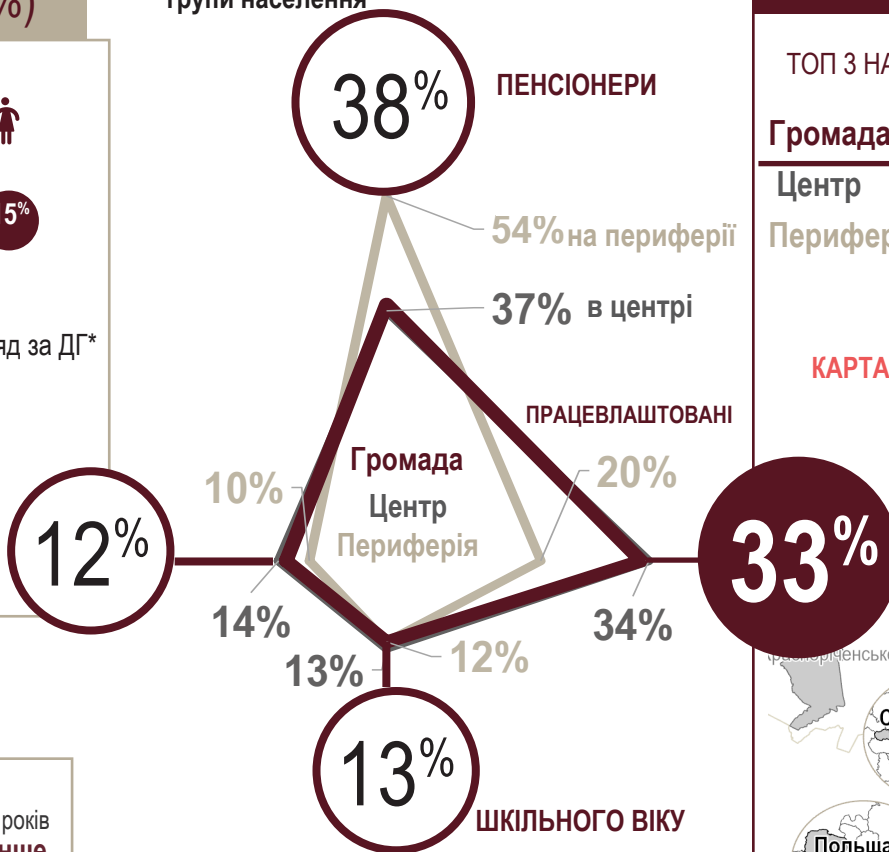 %)
групи населення
38%
ПЕНСІОНЕРИ
54% на периферії
37% в центрі
ПРАЦЕВЛАШТОВАНІ
20%
10%
Громада
Центр
Периферія
12%
33%
14%
34%
13%
12%
13%
ШКІЛЬНОГО ВІКУ
5%
яд за ДГ*
років
нше
ТОП 3 НА
Громада
Центр
Перифер
КАРТА
Польща